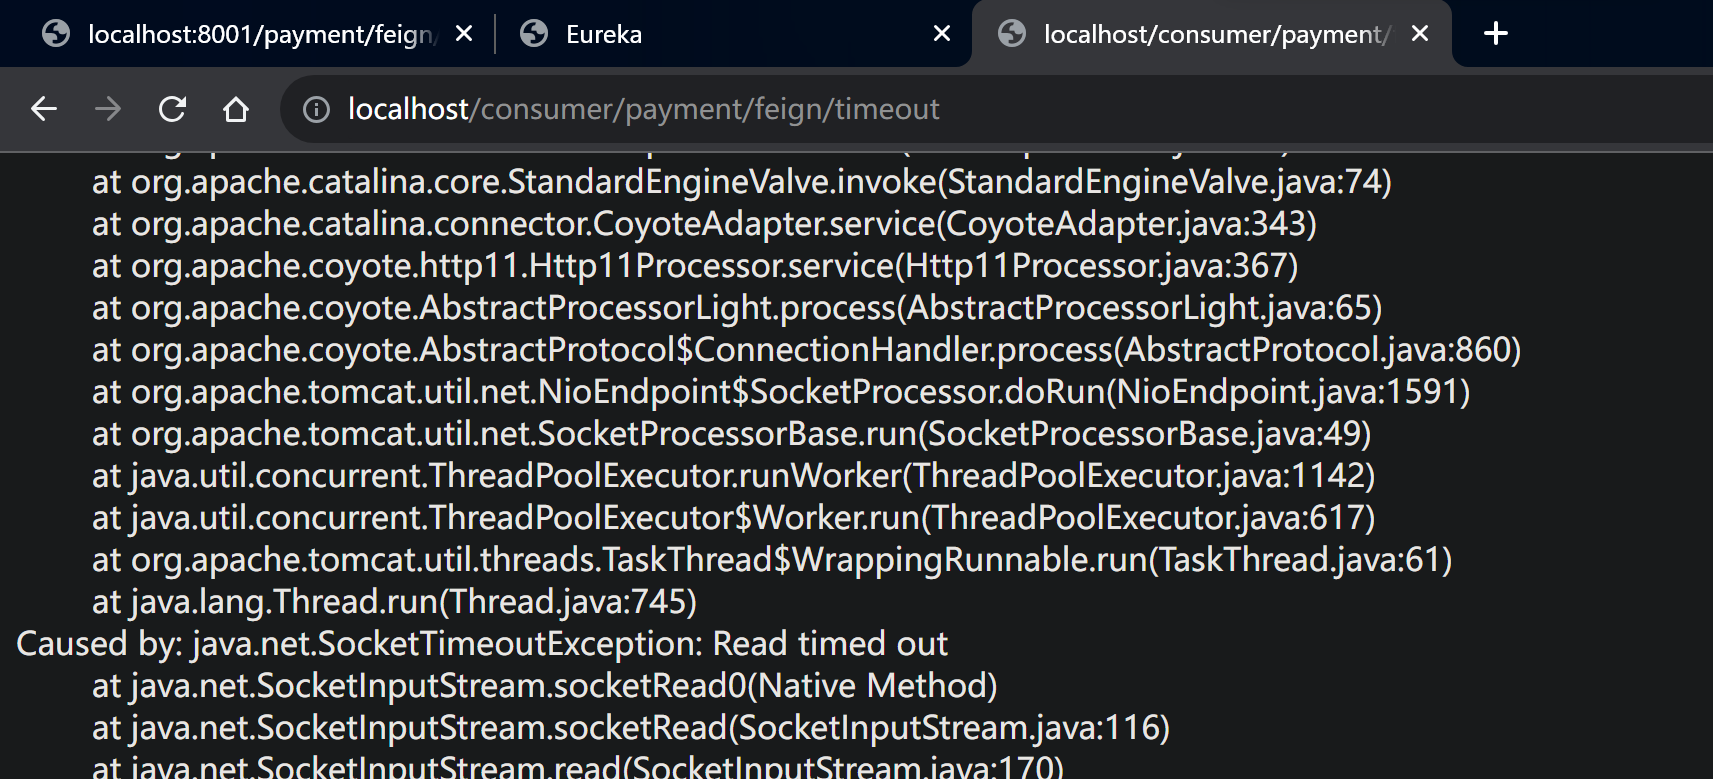 localhost:8001/payment/feign/
Eureka
localhost/consumer/payment/
localhost/consumer/payment/feign/timeout
at org.apache.catalina.core.StandardEngineValve.invoke(StandardEngineValve.java:74)
at org.apache.catalina.connector.CoyoteAdapter.service(CoyoteAdapter.java:343)
at org.apache.coyote.http11.Http11Processor.service(Http11Processor.java:367)
at org.apache.coyote.AbstractProcessorLight.process(AbstractProcessorLight.java:65)
at org.apache.coyote.AbstractProtocol$ConnectionHandler.process(AbstractProtocol.java:860)
at org.apache.tomcat.util.net.NioEndpoint$SocketProcessor.doRun(NioEndpoint.java:1591)
at org.apache.tomcat.util.net.SocketProcessorBase.run(SocketProcessorBase.java:49)
at java.util.concurrent.ThreadPoolExecutor.runWorker(ThreadPoolExecutor.java:1142)
at java.util.concurrent.ThreadPoolExecutor$Worker.run(ThreadPoolExecutor.java:617)
at org.apache.tomcat.util.threads.TaskThread$WrappingRunnable.run(TaskThread.java:61)
at java.lang.Thread.run(Thread.java:745)
Caused by: java.net.SocketTimeoutException: Read timed out
at java.net.SocketInputStream.socketRead0(Native Method)
at java.net.SocketInputStream.socketRead(SocketInputStream.java:116)
at java.net.SocketInputStream.read(SocketInputStream.java:170)